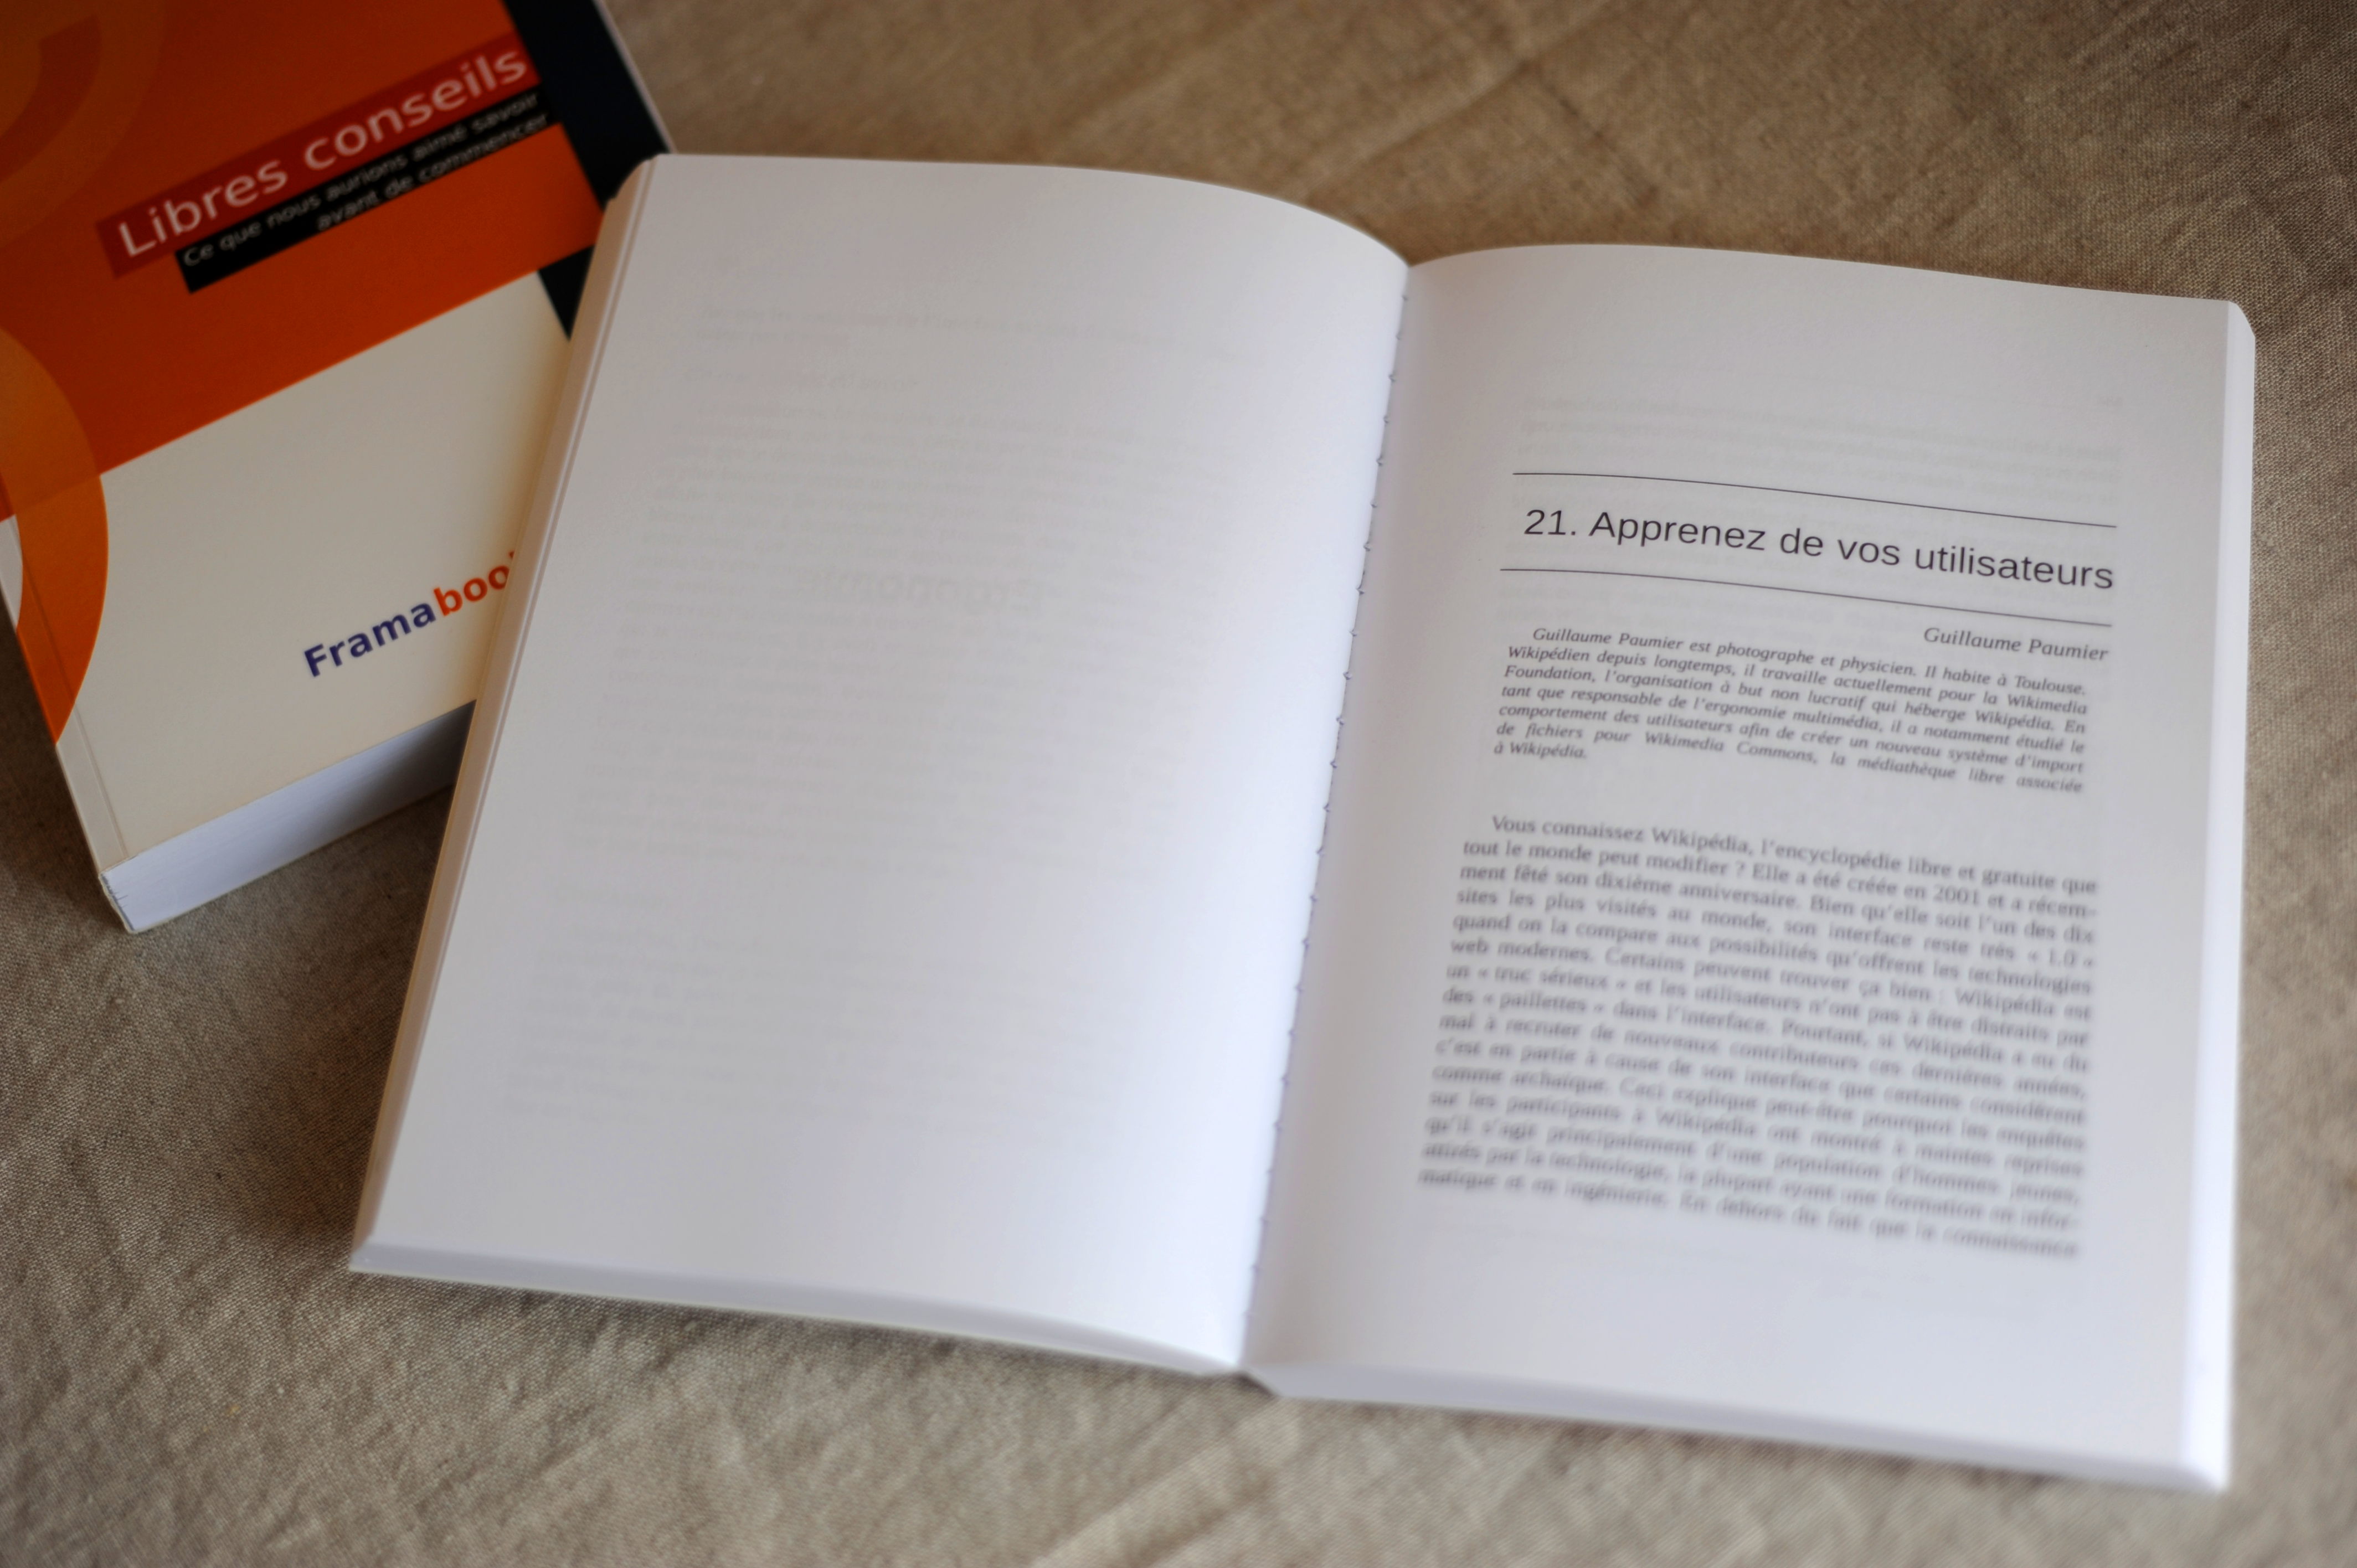 Libres conseils
Ce que nous aurions aimé savoir
avant de commencer
Framaboo
21. Apprenez de vos utilisateurs
Guillaume Paumier
Guillaume Paumier est photographe et physicien. Il habite à Toulouse.
Wikipédien depuis longtemps, il travaille actuellement pour la Wikimedia
Foundation, l'organisation à but non lucratif qui héberge Wikipédia. En
tant que responsable de l'ergonomie multimédia, il a notamment étudié le
comportement des utilisateurs afin de créer un nouveau système d'import
de fichiers pour Wikimedia Commons, la médiathèque libre associée
à Wikipédia.
Vous connaissez Wikipédia, l'encyclopédie libre et gratuite que
tout le monde peut modifier ? Elle a été créée en 2001 et a récem-
ment fêté son dixième anniversaire. Bien qu'elle soit l'un des dix
sites les plus visités au monde, son interface reste très « 1.0 »
quand on la compare aux possibilités qu'offrent les technologies
web modernes. Certains peuvent trouver ça bien : Wikipédia est
un « truc sérieux » et les utilisateurs n'ont pas à être distraits par
des « paillettes » dans l'interface. Pourtant, si Wikipédia a eu du
mal à recruter de nouveaux contributeurs ces dernières années,
c'est en partie à cause de son interface que certains considèrent
comme archaïque. Ceci explique peut-être pourquoi les enquêtes
sur les participants à Wikipédia ont montré à maintes reprises
qu'il s'agit principalement d'une population d'hommes jeunes,
attirés par la technologie, la plupart ayant une formation en infor-
matique et en ingénierie. En dehors du fait que la connaissance